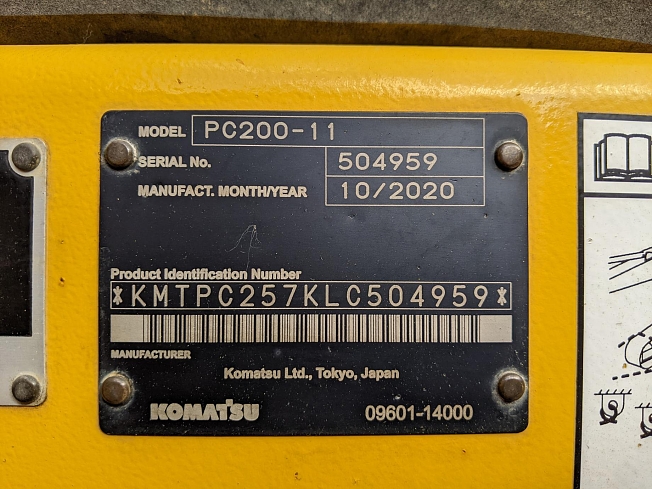 MODEL PC200-11
SERIAL No. 504959
MANUFACT. MONTH/YEAR 10/2020
Product Identification Number
*KMTPC257KLC504959*
MANUFACTURER
Komatsu Ltd., Tokyo, Japan
KOMATSU 09601-14000